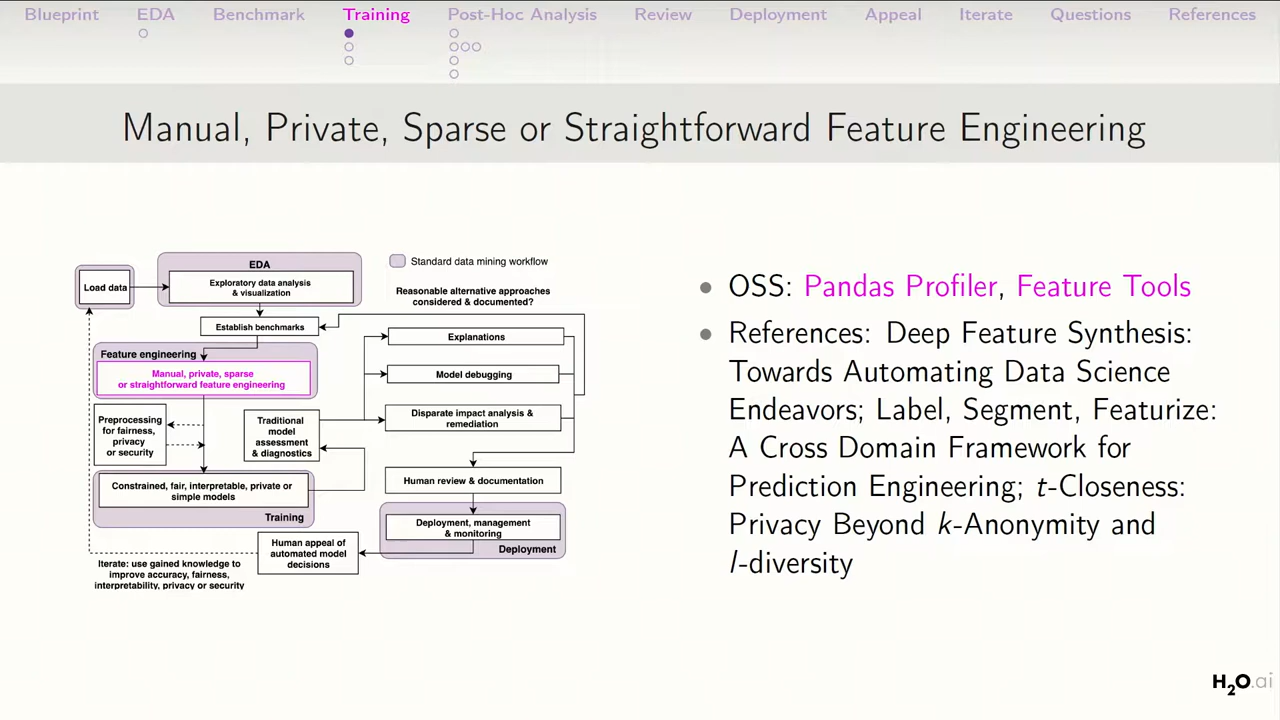 Blueprint EDA Benchmark Training Post-Hoc Analysis Review Deployment Appeal Iterate Questions References
Manual, Private, Sparse or Straightforward Feature Engineering
Load data
EDA
Exploratory data analysis
& visualization
Standard data mining workflow
Reasonable alternative approaches
considered & documented?
Establish benchmarks
Feature engineering
Manual, private, sparse
or straightforward feature engineering
Preprocessing
for fairness,
privacy
or security
Traditional
model
assessment
& diagnostics
Explanations
Model debugging
Disparate impact analysis &
remediation
Constrained, fair, interpretable, private or
simple models
Training
Human review & documentation
Deployment, management
& monitoring
Deployment
Human appeal of
automated model
decisions
Iterate: use gained knowledge to
improve accuracy, fairness,
interpretability, privacy or security
OSS: Pandas Profiler, Feature Tools
References: Deep Feature Synthesis:
Towards Automating Data Science
Endeavors; Label, Segment, Featurize:
A Cross Domain Framework for
Prediction Engineering; t-Closeness:
Privacy Beyond k-Anonymity and
l-diversity
H2O.ai